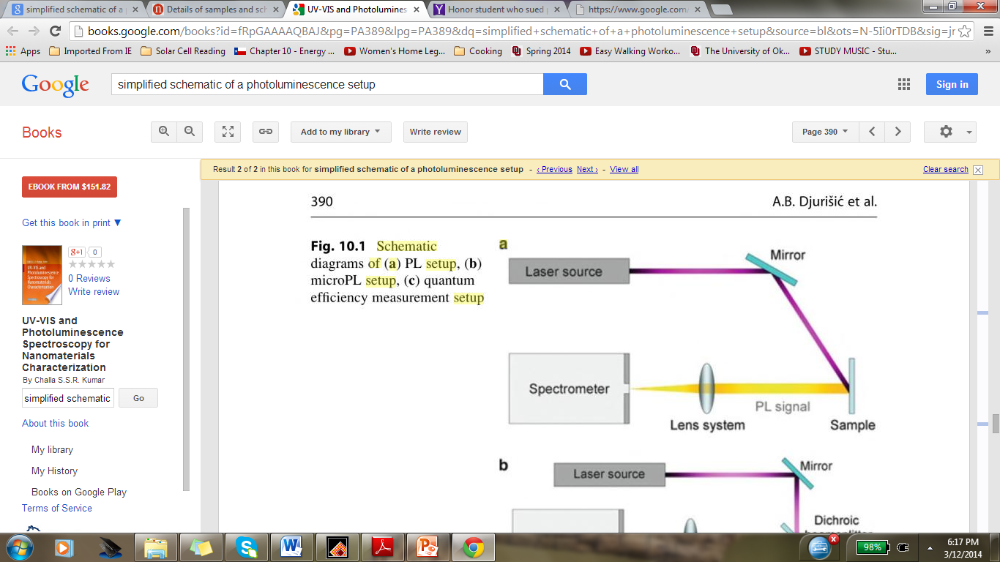 simplified schematic of a
Details of samples and sch
UV-VIS and Photolumines
Honor student who sued
https://www.google.com
books.google.com/books?id=fRpGAAAAQBAJ&pg=PA389&lpg=PA389&dq=simplified+schematic+of+a+photoluminescence+setup&source=bl&ots=N-5Ii0rTDB&sig=jr
Apps
Imported From IE
Solar Cell Reading
Chapter 10 - Energy ...
Women's Home Leg...
Cooking
Spring 2014
Easy Walking Worko...
The University of Ok...
STUDY MUSIC - Stu...
»
Google
simplified schematic of a photoluminescence setup
Sign in
Books
Add to my library
Write review
Page 390
Result 2 of 2 in this book for simplified schematic of a photoluminescence setup - ‹ Previous Next › - View all
Clear search
EBOOK FROM $151.82
Get this book in print ▼
g+1 0
0 Reviews
Write review
UV-VIS and
Photoluminescence
Spectroscopy for
Nanomaterials
Characterization
By Challa S.S.R. Kumar
simplified schematic
Go
About this book
My library
My History
Books on Google Play
Terms of Service
390
A.B. Djurišić et al.
Fig. 10.1 Schematic
diagrams of (a) PL setup, (b)
microPL setup, (c) quantum
efficiency measurement setup
a
Laser source
Mirror
Spectrometer
PL signal
Lens system
Sample
b
Laser source
Mirror
Dichroic
98%
6:17 PM
3/12/2014